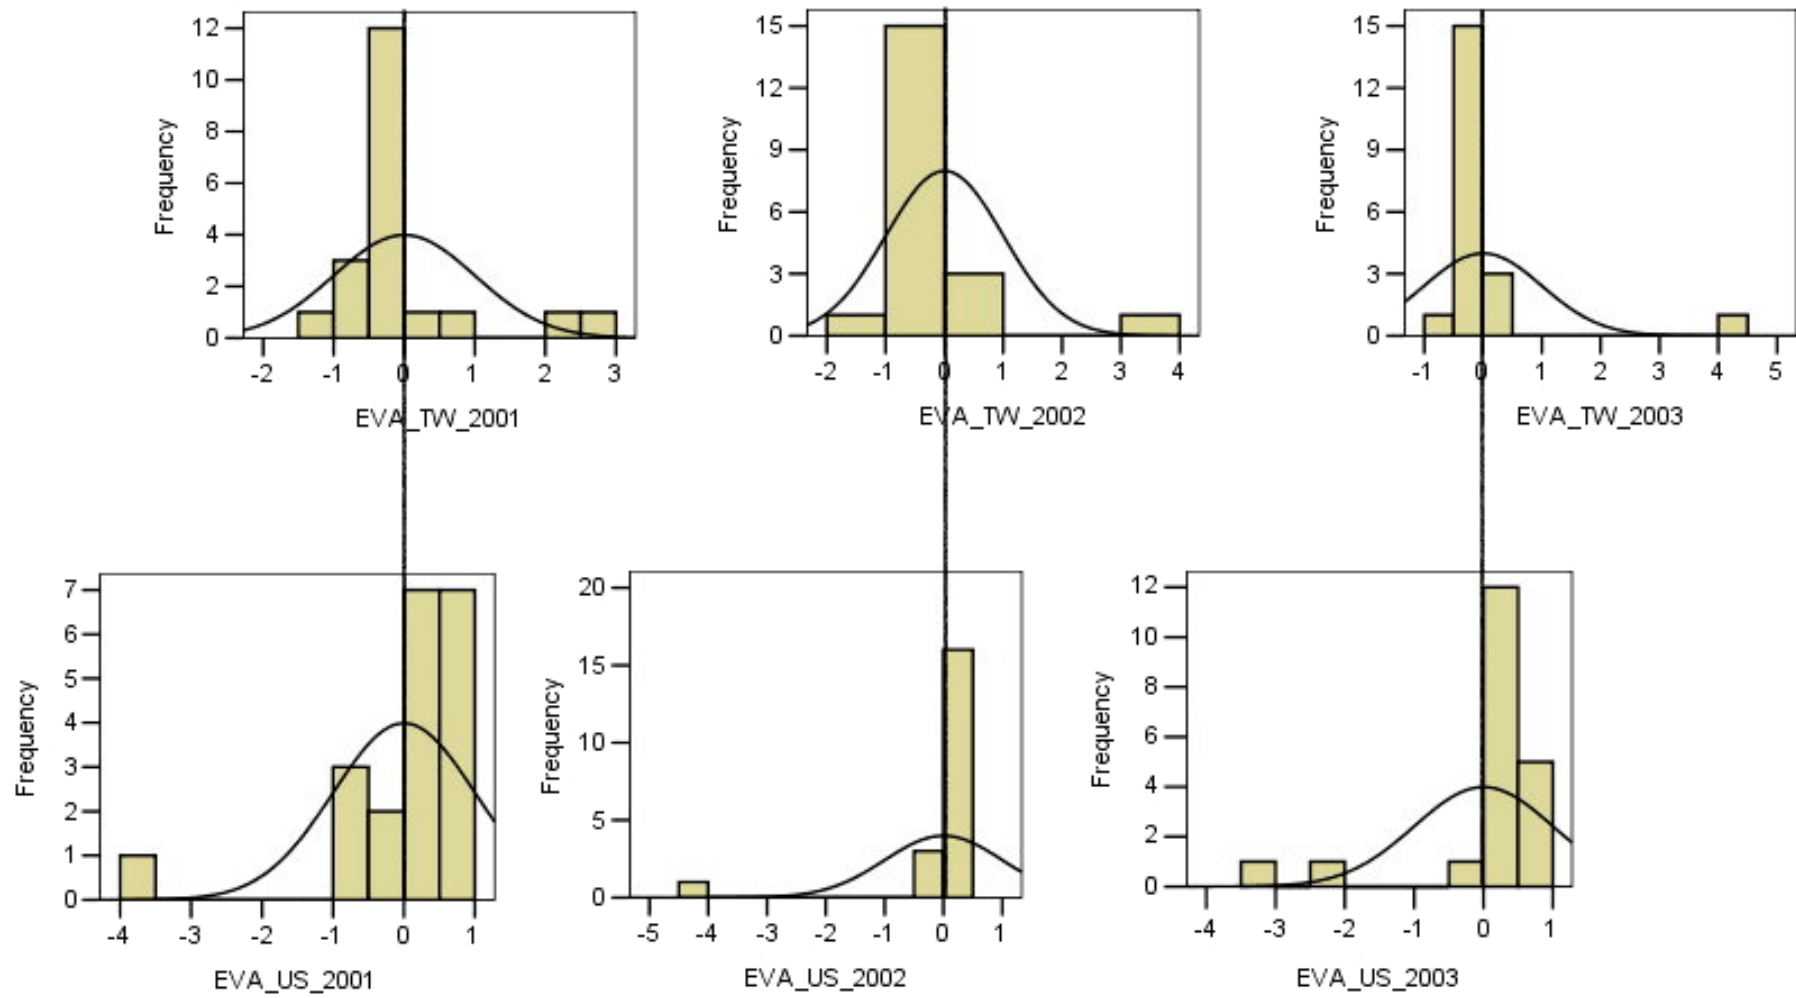 12
10
8
6
4
2
0
Frequency
-2 -1 0 1 2 3
EVA_TW_2001
15
12
9
6
3
0
Frequency
-2 -1 0 1 2 3 4
EVA_TW_2002
15
12
9
6
3
0
Frequency
-1 0 1 2 3 4 5
EVA_TW_2003
7
6
5
4
3
2
1
0
Frequency
-4 -3 -2 -1 0 1
EVA_US_2001
20
15
10
5
0
Frequency
-5 -4 -3 -2 -1 0 1
EVA_US_2002
12
10
8
6
4
2
0
Frequency
-4 -3 -2 -1 0 1
EVA_US_2003